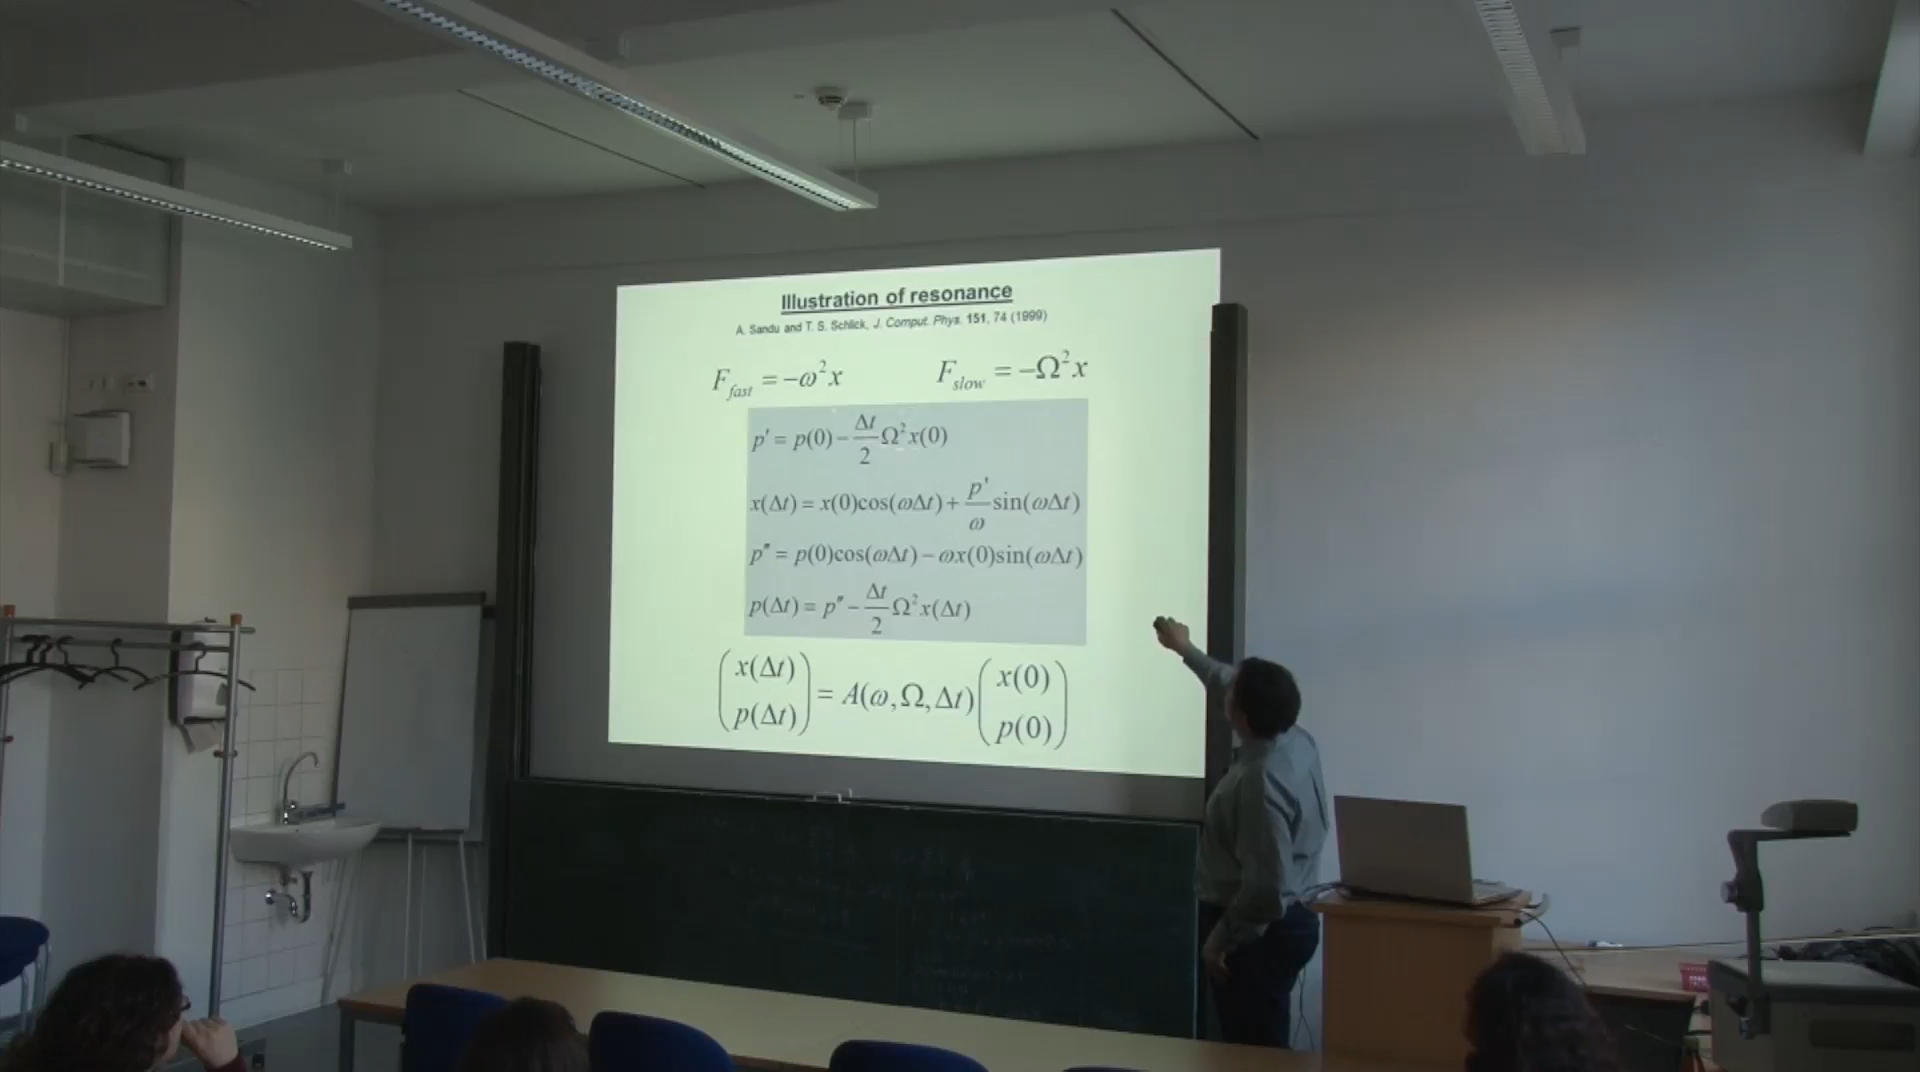 Illustration of resonance
A. Sandu and T. S. Schlick, J. Comput. Phys. 151, 74 (1999)
F_fast = −ω²x F_slow = −Ω²x
p' = p(0) − Δt/2 Ω²x(0)
x(Δt) = x(0)cos(ωΔt) + p'/ω sin(ωΔt)
p″ = p(0)cos(ωΔt) − ωx(0)sin(ωΔt)
p(Δt) = p″ − Δt/2 Ω²x(Δt)
(x(Δt) p(Δt)) = A(ω,Ω,Δt) (x(0) p(0))